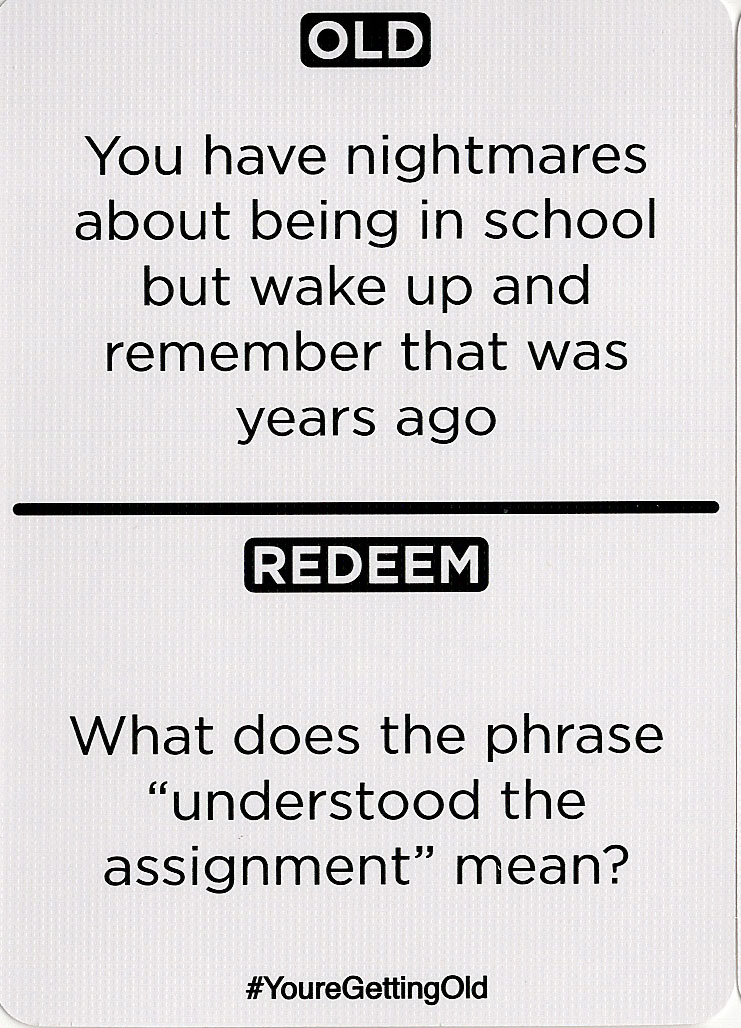 OLD
You have nightmares
about being in school
but wake up and
remember that was
years ago
REDEEM
What does the phrase
“understood the
assignment” mean?
#YoureGettingOld